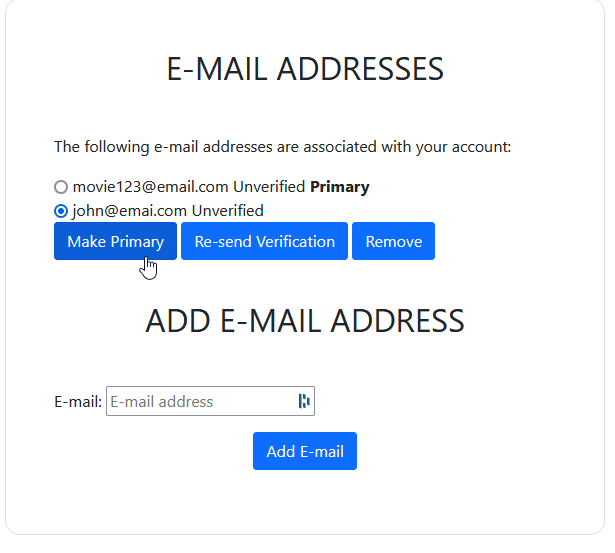 E-MAIL ADDRESSES
The following e-mail addresses are associated with your account:
movie123@email.com Unverified Primary
john@emai.com Unverified
Make Primary Re-send Verification Remove
ADD E-MAIL ADDRESS
E-mail: E-mail address
Add E-mail